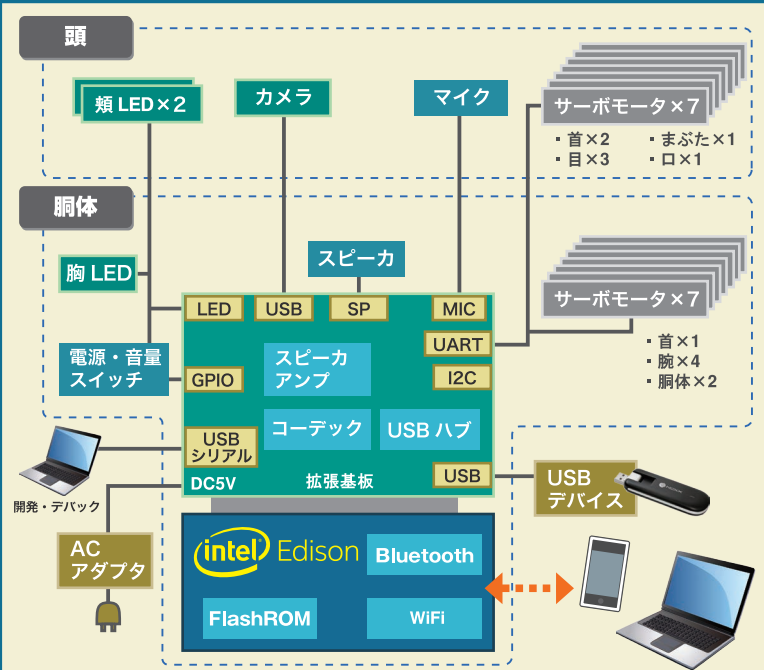 頭
頬 LED×2
カメラ
マイク
サーボモータ×7
・首×2
・まぶた×1
・目×3
・口×1
胴体
胸 LED
スピーカ
サーボモータ×7
・首×1
・腕×4
・胴体×2
電源・音量
スイッチ
LED
USB
SP
MIC
UART
I2C
GPIO
スピーカ
アンプ
コーデック
USB ハブ
USB
シリアル
DC5V
拡張基板
USB
開発・デバック
USB
デバイス
AC
アダプタ
intel Edison
Bluetooth
FlashROM
WiFi